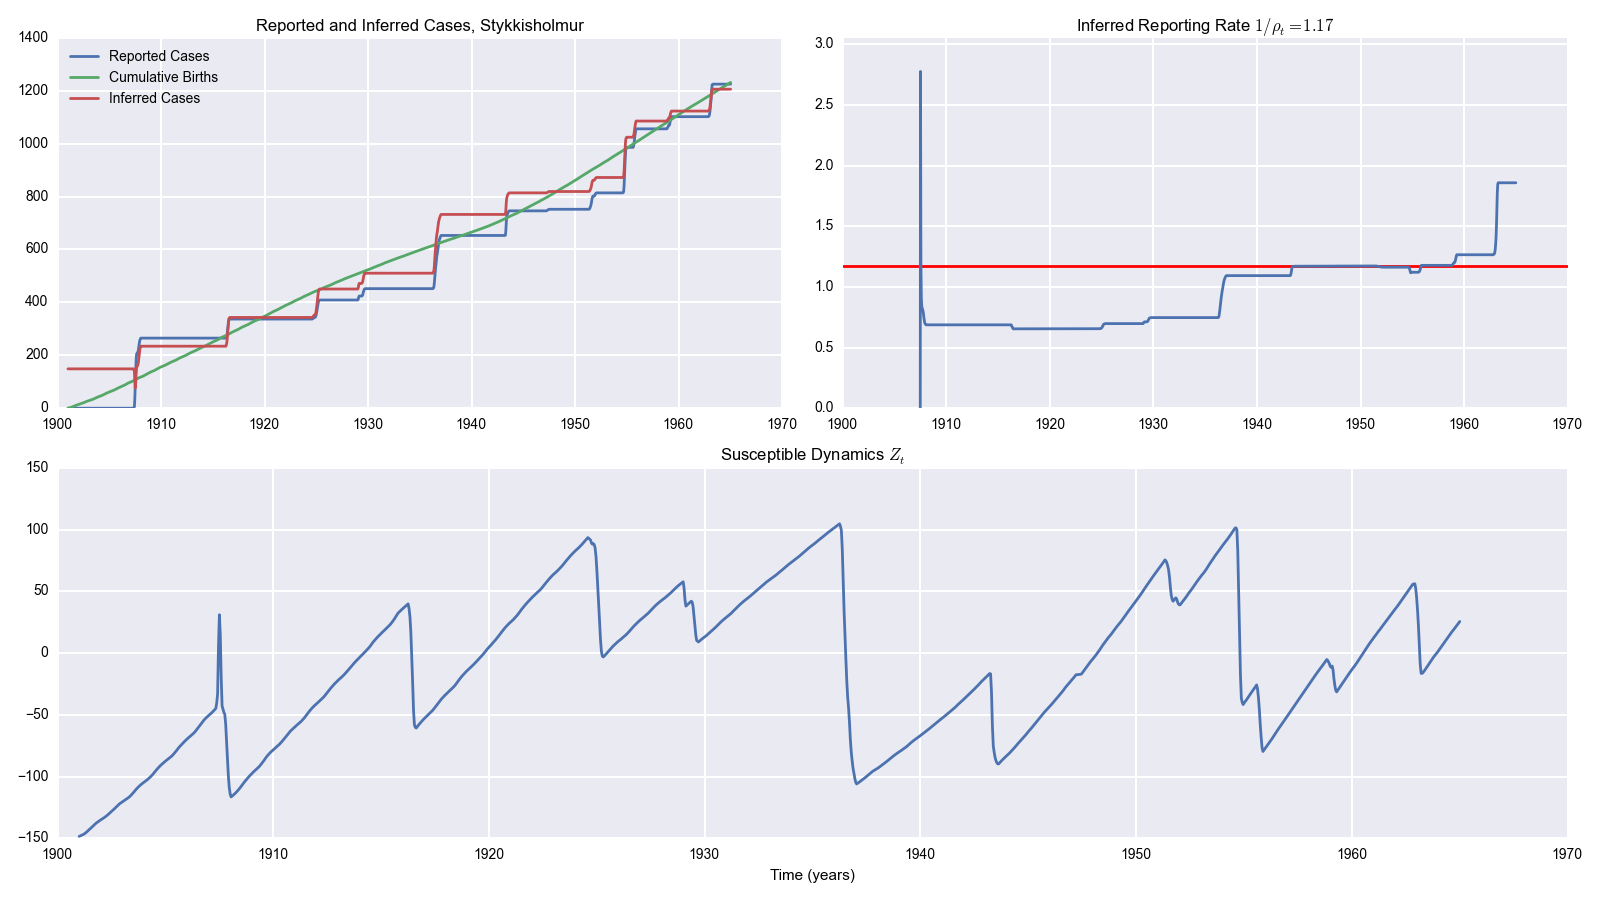 Reported and Inferred Cases, Stykkisholmur
1400
1200
1000
800
600
400
200
0
Reported Cases
Cumulative Births
Inferred Cases
1900 1910 1920 1930 1940 1950 1960 1970
Inferred Reporting Rate 1/ρt =1.17
3.0
2.5
2.0
1.5
1.0
0.5
0.0
1900 1910 1920 1930 1940 1950 1960 1970
Susceptible Dynamics Zt
150
100
50
0
−50
−100
−150
1900 1910 1920 1930 1940 1950 1960 1970
Time (years)